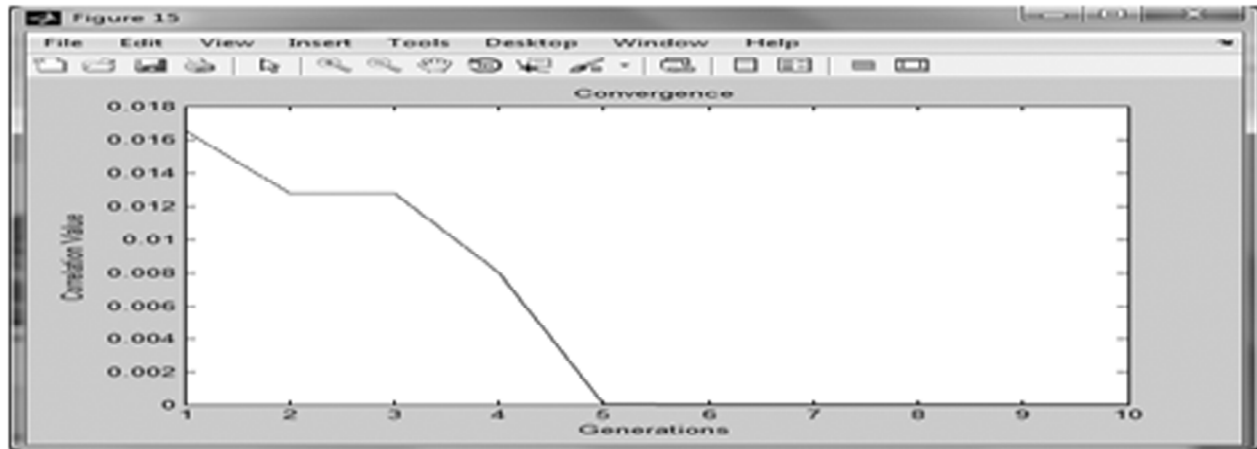 Figure 15
File Edit View Insert Tools Desktop Window Help
Convergence
0.018
0.016
0.014
0.012
0.01
0.008
0.006
0.004
0.002
0
Correlation Value
1 2 3 4 5 6 7 8 9 10
Generations